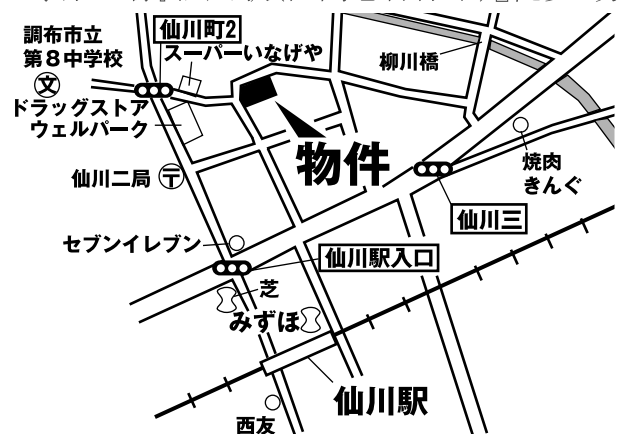 仙川町2
調布市立
第8中学校
スーパーいなげや
柳川橋
ドラッグストア
ウェルパーク
物件
焼肉
きんぐ
仙川二局
仙川三
セブンイレブン
仙川駅入口
芝
みずほ
仙川駅
西友